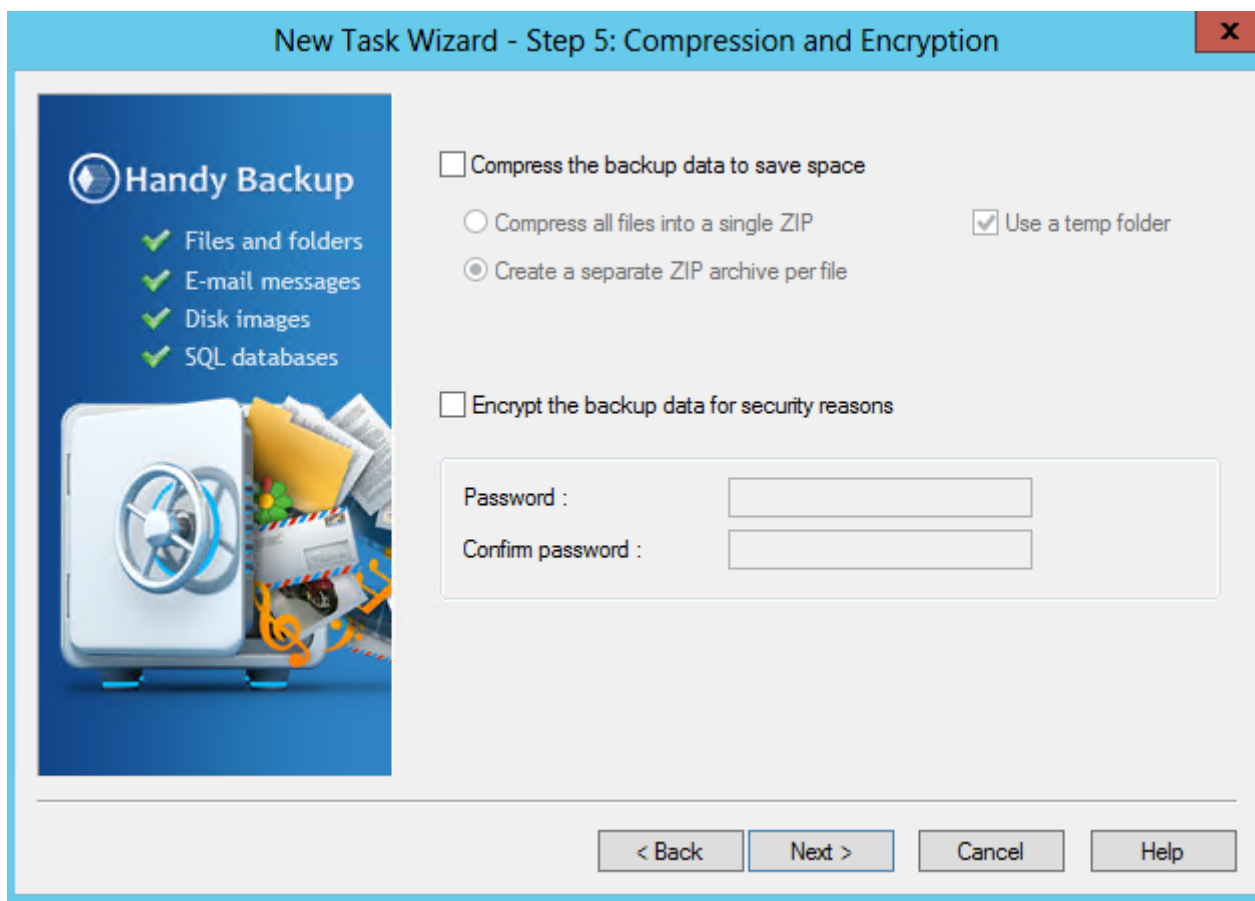 New Task Wizard - Step 5: Compression and Encryption
x
Handy Backup
Files and folders
E-mail messages
Disk images
SQL databases
Compress the backup data to save space
Compress all files into a single ZIP
Use a temp folder
Create a separate ZIP archive per file
Encrypt the backup data for security reasons
Password :
Confirm password :
< Back
Next >
Cancel
Help